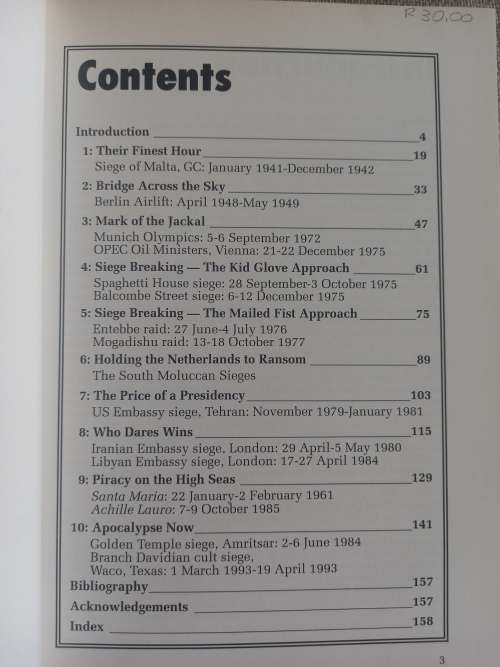 R 30.00
Contents
Introduction 4
1: Their Finest Hour 19
Siege of Malta, GC: January 1941-December 1942
2: Bridge Across the Sky 33
Berlin Airlift: April 1948-May 1949
3: Mark of the Jackal 47
Munich Olympics: 5-6 September 1972
OPEC Oil Ministers, Vienna: 21-22 December 1975
4: Siege Breaking — The Kid Glove Approach 61
Spaghetti House siege: 28 September-3 October 1975
Balcombe Street siege: 6-12 December 1975
5: Siege Breaking — The Mailed Fist Approach 75
Entebbe raid: 27 June-4 July 1976
Mogadishu raid: 13-18 October 1977
6: Holding the Netherlands to Ransom 89
The South Moluccan Sieges
7: The Price of a Presidency 103
US Embassy siege, Tehran: November 1979-January 1981
8: Who Dares Wins 115
Iranian Embassy siege, London: 29 April-5 May 1980
Libyan Embassy siege, London: 17-27 April 1984
9: Piracy on the High Seas 129
Santa Maria: 22 January-2 February 1961
Achille Lauro: 7-9 October 1985
10: Apocalypse Now 141
Golden Temple siege, Amritsar: 2-6 June 1984
Branch Davidian cult siege,
Waco, Texas: 1 March 1993-19 April 1993
Bibliography 157
Acknowledgements 157
Index 158
3